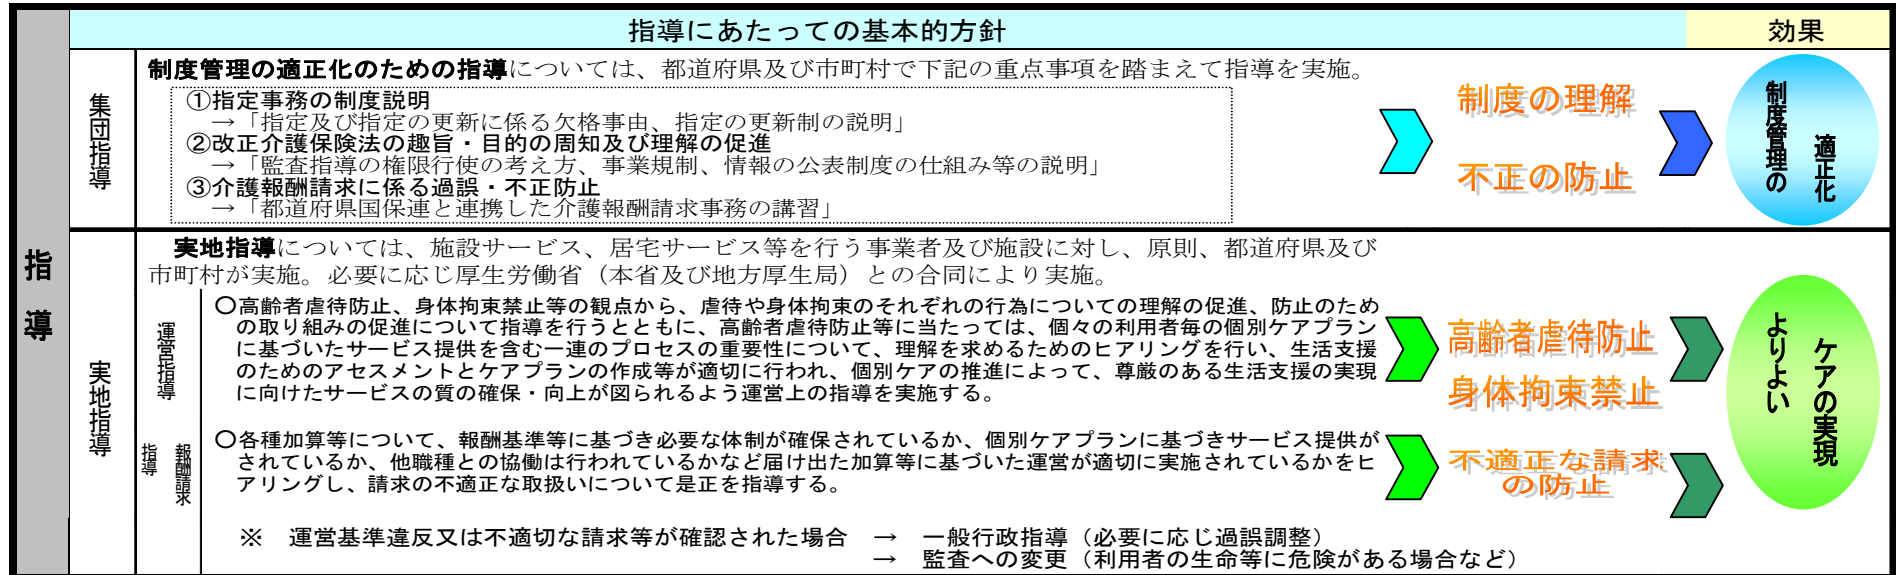 指導にあたっての基本的方針
効果
指導
集団指導
制度管理の適正化のための指導については、都道府県及び市町村で下記の重点事項を踏まえて指導を実施。
①指定事務の制度説明
→「指定及び指定の更新に係る欠格事由、指定の更新制の説明」
②改正介護保険法の趣旨・目的の周知及び理解の促進
→「監査指導の権限行使の考え方、事業規制、情報の公表制度の仕組み等の説明」
③介護報酬請求に係る過誤・不正防止
→「都道府県国保連と連携した介護報酬請求事務の講習」
制度の理解
不正の防止
制度管理の
適正化
実地指導
実地指導については、施設サービス、居宅サービス等を行う事業者及び施設に対し、原則、都道府県及び
市町村が実施。必要に応じ厚生労働省（本省及び地方厚生局）との合同により実施。
運営指導
〇高齢者虐待防止、身体拘束禁止等の観点から、虐待や身体拘束のそれぞれの行為についての理解の促進、防止のため
の取り組みの促進について指導を行うとともに、高齢者虐待防止等に当たっては、個々の利用者毎の個別ケアプラン
に基づいたサービス提供を含む一連のプロセスの重要性について、理解を求めるためのヒアリングを行い、生活支援
のためのアセスメントとケアプランの作成等が適切に行われ、個別ケアの推進によって、尊厳のある生活支援の実現
に向けたサービスの質の確保・向上が図られるよう運営上の指導を実施する。
高齢者虐待防止
身体拘束禁止
よりよい
ケアの実現
報酬請求
指導
〇各種加算等について、報酬基準等に基づき必要な体制が確保されているか、個別ケアプランに基づきサービス提供が
されているか、他職種との協働は行われているかなど届け出た加算等に基づいた運営が適切に実施されているかをヒ
アリングし、請求の不適正な取扱いについて是正を指導する。
不適正な請求
の防止
※　運営基準違反又は不適切な請求等が確認された場合　→　一般行政指導（必要に応じ過誤調整）
→　監査への変更（利用者の生命等に危険がある場合など）